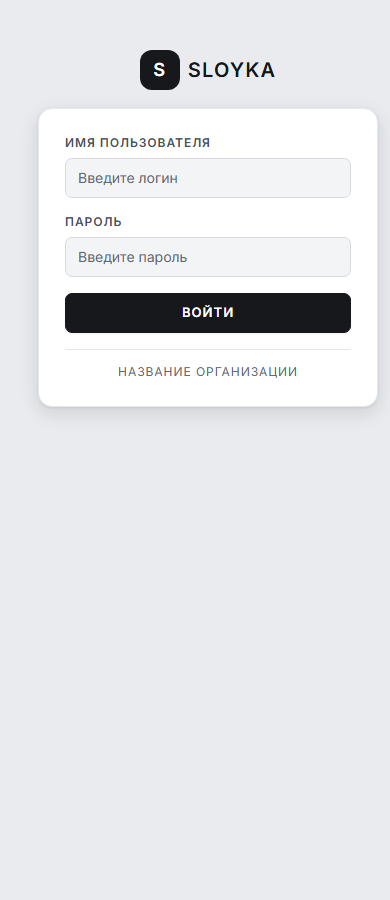 S SLOYKA
ИМЯ ПОЛЬЗОВАТЕЛЯ
Введите логин
ПАРОЛЬ
Введите пароль
ВОЙТИ
НАЗВАНИЕ ОРГАНИЗАЦИИ